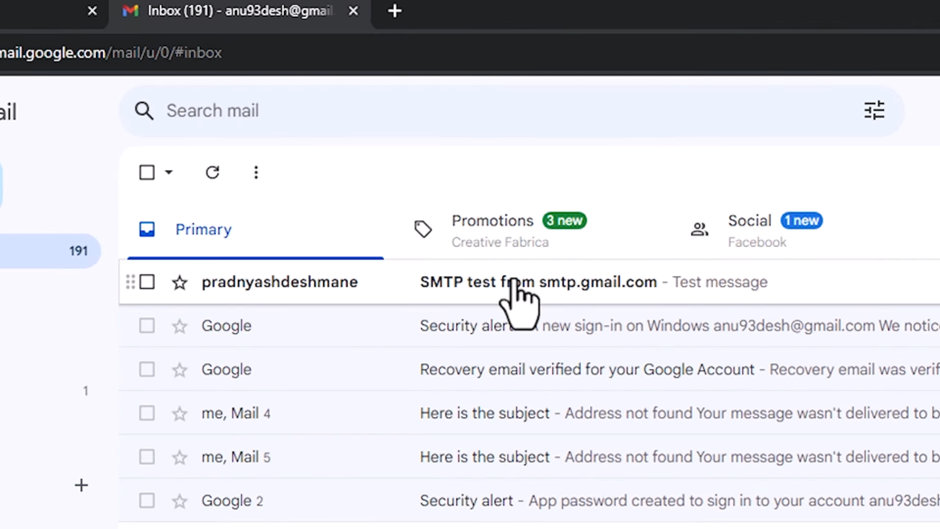 Inbox (191) - anu93desh@gmail
mail.google.com/mail/u/0/#inbox
ail
Search mail
Primary
Promotions 3 new
Creative Fabrica
Social 1 new
Facebook
191
pradnyashdeshmane SMTP test from smtp.gmail.com - Test message
Google Security alert - A new sign-in on Windows anu93desh@gmail.com We notic
Google Recovery email verified for your Google Account - Recovery email was verif
1
me, Mail 4 Here is the subject - Address not found Your message wasn't delivered to b
me, Mail 5 Here is the subject - Address not found Your message wasn't delivered to b
Google 2 Security alert - App password created to sign in to your account anu93des